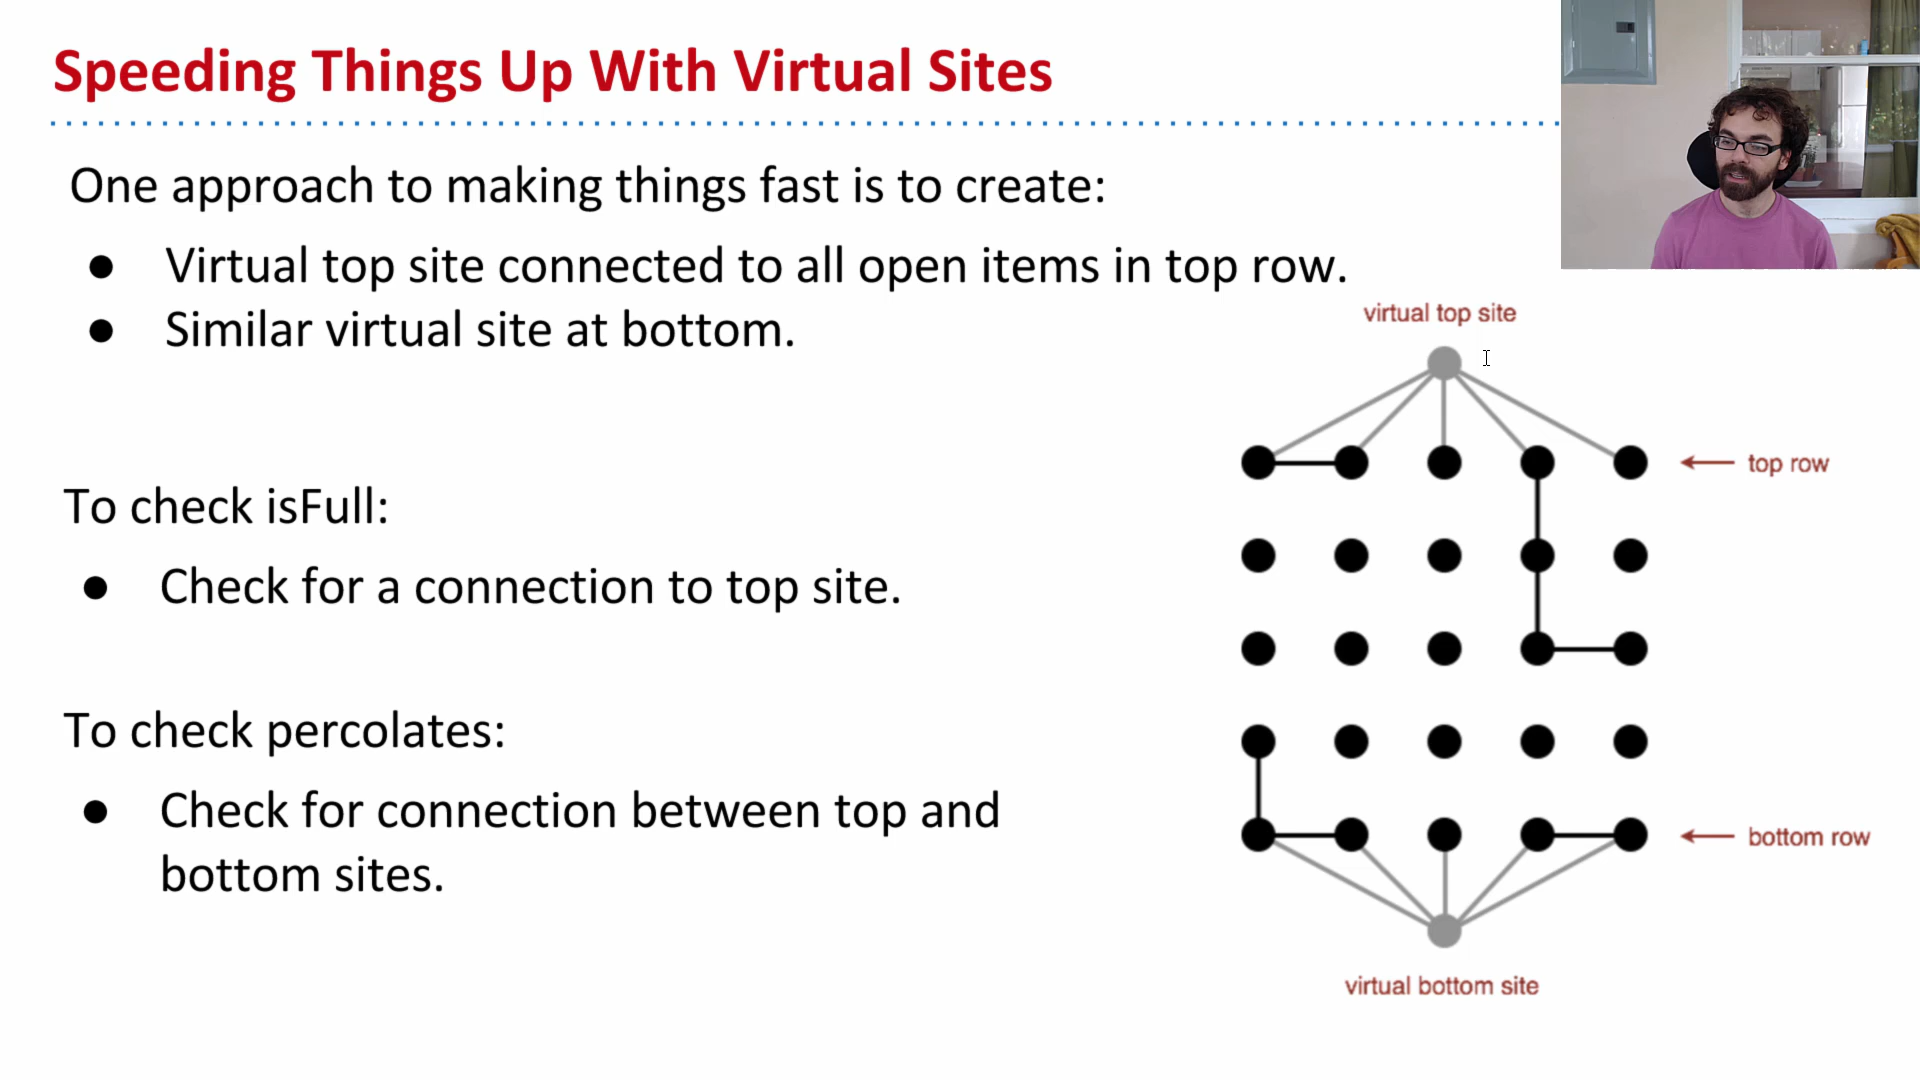 Speeding Things Up With Virtual Sites
One approach to making things fast is to create:
● Virtual top site connected to all open items in top row.
● Similar virtual site at bottom.
To check isFull:
● Check for a connection to top site.
To check percolates:
● Check for connection between top and
bottom sites.
virtual top site
top row
bottom row
virtual bottom site